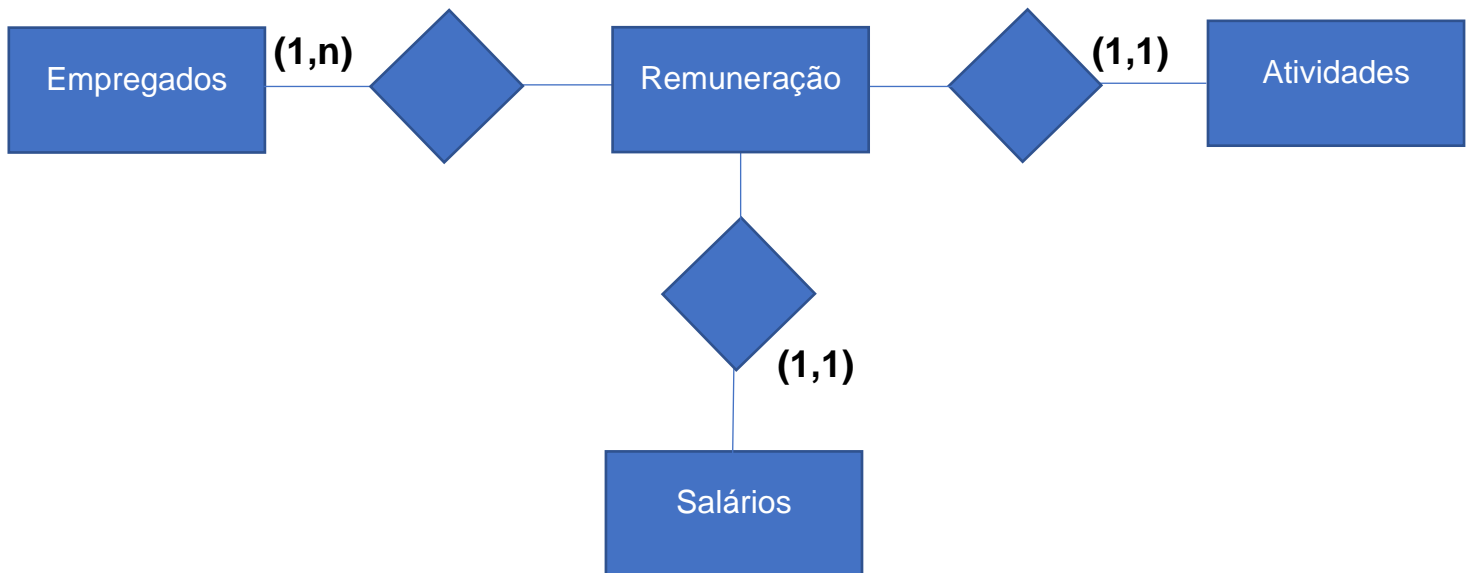 Empregados
(1,n)
Remuneração
(1,1)
Atividades
(1,1)
Salários